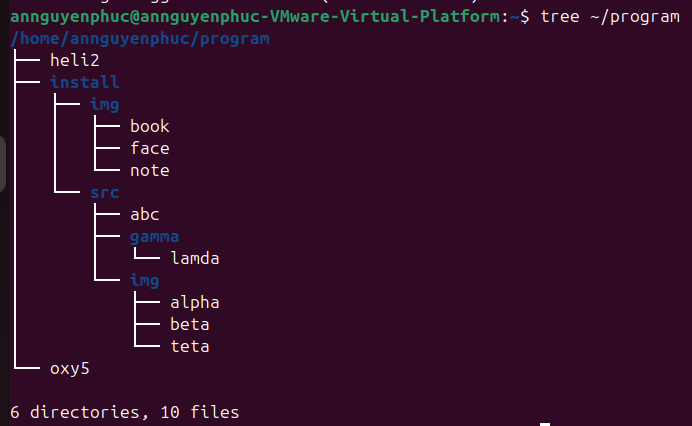 annguyenphuc@annguyenphuc-VMware-Virtual-Platform:~$ tree ~/program
/home/annguyenphuc/program
├── heli2
├── install
│   ├── img
│   │   ├── book
│   │   ├── face
│   │   └── note
│   └── src
│       ├── abc
│       ├── gamma
│       │   └── lamda
│       └── img
│           ├── alpha
│           ├── beta
│           └── teta
└── oxy5
6 directories, 10 files